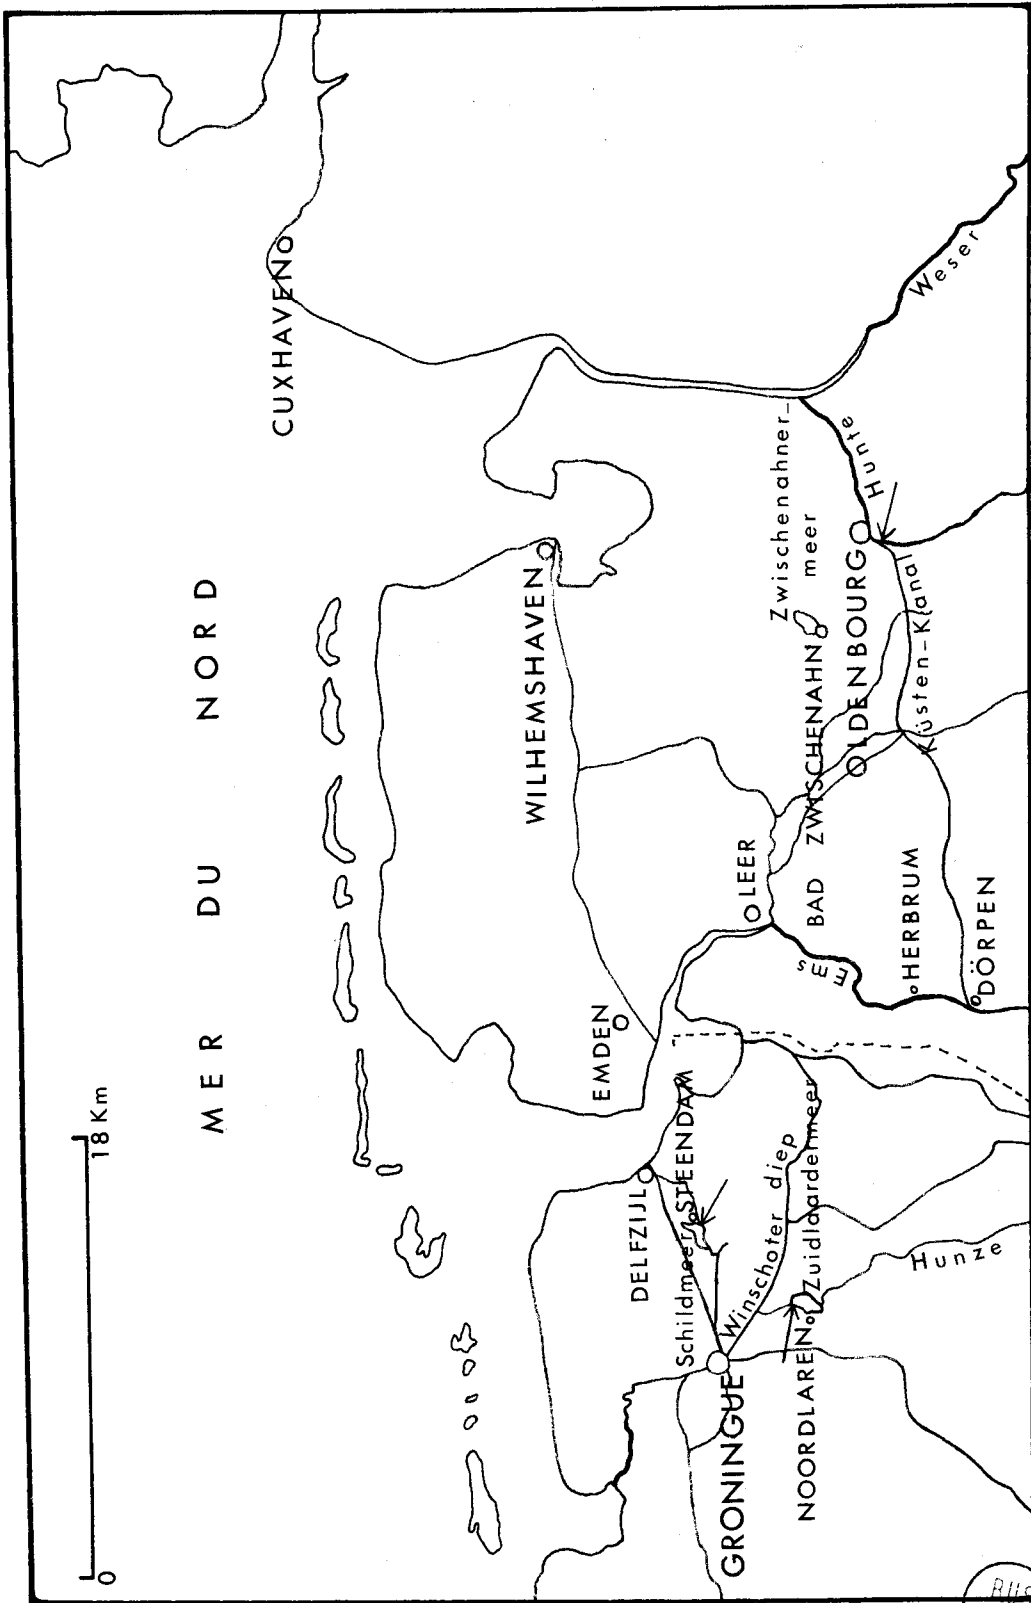 0
18 Km
MER DU NORD
CUXHAVEN
WILHEMSHAVEN
EMDEN
DELFZIJL
Schildmeer
STEENDAM
GRONINGUE
Winschoter diep
NOORDLAREN
Zuidlaardermeer
Hunze
LEER
Ems
HERBRUM
DÖRPEN
BAD ZWISCHENAHN
Zwischenahner-
meer
OLDENBOURG
Küsten-Kanal
Hunte
Weser